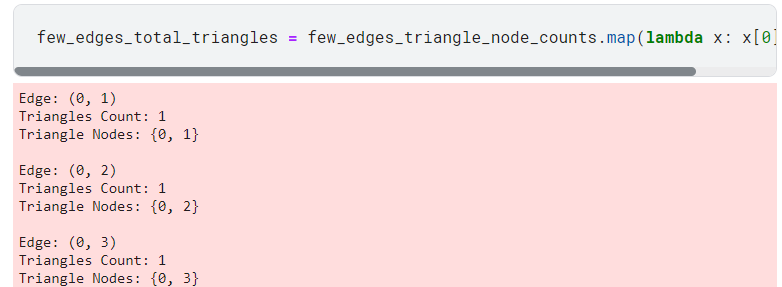 few_edges_total_triangles = few_edges_triangle_node_counts.map(lambda x: x[0]
Edge: (0, 1)
Triangles Count: 1
Triangle Nodes: {0, 1}
Edge: (0, 2)
Triangles Count: 1
Triangle Nodes: {0, 2}
Edge: (0, 3)
Triangles Count: 1
Triangle Nodes: {0, 3}